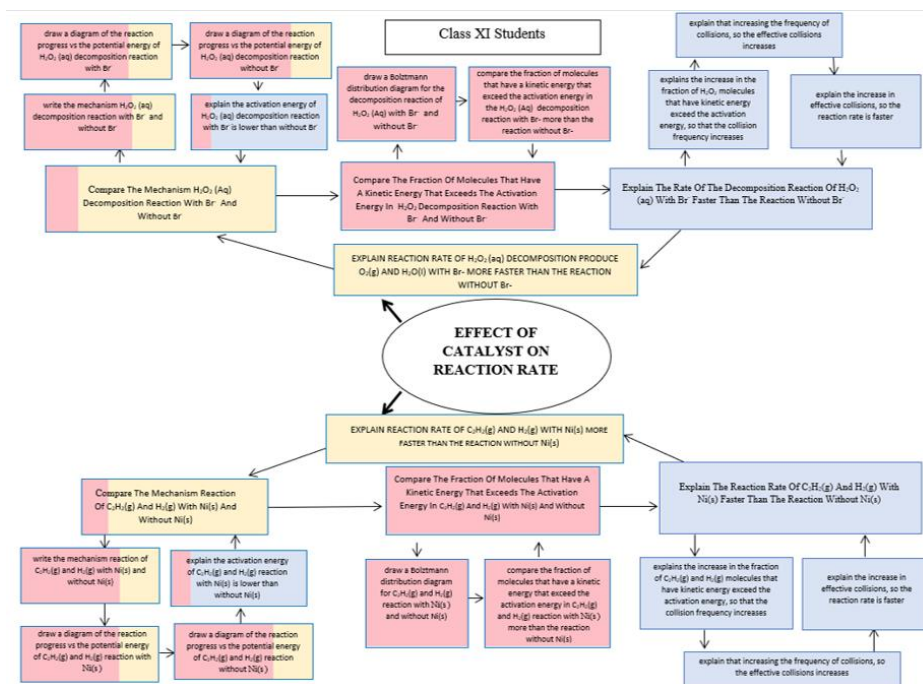 Class XI Students
draw a diagram of the reaction
progress vs the potential energy of
H₂O₂ (aq) decomposition reaction
with Br⁻
draw a diagram of the reaction
progress vs the potential energy of
H₂O₂ (aq) decomposition reaction
without Br⁻
write the mechanism H₂O₂ (aq)
decomposition reaction with Br⁻ and
without Br⁻
explain the activation energy of
H₂O₂ (aq) decomposition reaction
with Br⁻ is lower than without Br⁻
Compare The Mechanism H₂O₂ (Aq)
Decomposition Reaction With Br⁻ And
Without Br⁻
draw a Bolztmann
distribution diagram for the
decomposition reaction of
H₂O₂ (Aq) with Br⁻ and
without Br⁻
compare the fraction of molecules
that have a kinetic energy that
exceed the activation energy in
the H₂O₂ (Aq) decomposition
reaction with Br- more than the
reaction without Br-
Compare The Fraction Of Molecules That Have
A Kinetic Energy That Exceeds The Activation
Energy In H₂O₂ Decomposition Reaction With
Br⁻ And Without Br⁻
explain that increasing the frequency of
collisions, so the effective collisions
increases
explains the increase in the
fraction of H₂O₂ molecules
that have kinetic energy
exceed the activation
energy, so that the collision
frequency increases
explain the increase in
effective collisions, so the
reaction rate is faster
Explain The Rate Of The Decomposition Reaction Of H₂O₂
(aq) With Br⁻ Faster Than The Reaction Without Br⁻
EXPLAIN REACTION RATE OF H₂O₂ (aq) DECOMPOSITION PRODUCE
O₂(g) AND H₂O(l) WITH Br- MORE FASTER THAN THE REACTION
WITHOUT Br-
EFFECT OF
CATALYST ON
REACTION RATE
EXPLAIN REACTION RATE OF C₂H₂(g) AND H₂(g) WITH Ni(s) MORE
FASTER THAN THE REACTION WITHOUT Ni(s)
Compare The Mechanism Reaction
Of C₂H₂(g) And H₂(g) With Ni(s) And
Without Ni(s)
write the mechanism reaction of
C₂H₂(g) and H₂(g) with Ni(s) and
without Ni(s)
explain the activation energy
of C₂H₂(g) and H₂(g) reaction
with Ni(s) is lower than
without Ni(s)
draw a diagram of the reaction
progress vs the potential energy
of C₂H₂(g) and H₂(g) reaction with
Ni(s)
draw a diagram of the reaction
progress vs the potential energy of
C₂H₂(g) and H₂(g) reaction
without Ni(s)
Compare The Fraction Of Molecules That Have A
Kinetic Energy That Exceeds The Activation
Energy In C₂H₂(g) And H₂(g) With Ni(s) And Without
Ni(s)
draw a Bolztmann
distribution diagram
for C₂H₂(g) and H₂(g)
reaction with Ni(s)
and without Ni(s)
compare the fraction of
molecules that have a kinetic
energy that exceed the
activation energy in C₂H₂(g)
and H₂(g) reaction with Ni(s)
more than the reaction
without Ni(s)
Explain The Reaction Rate Of C₂H₂(g) And H₂(g) With
Ni(s) Faster Than The Reaction Without Ni(s)
explains the increase in the fraction
of C₂H₂(g) and H₂(g) molecules that
have kinetic energy exceed the
activation energy, so that the
collision frequency increases
explain the increase in
effective collisions, so the
reaction rate is faster
explain that increasing the frequency of collisions, so
the effective collisions increases